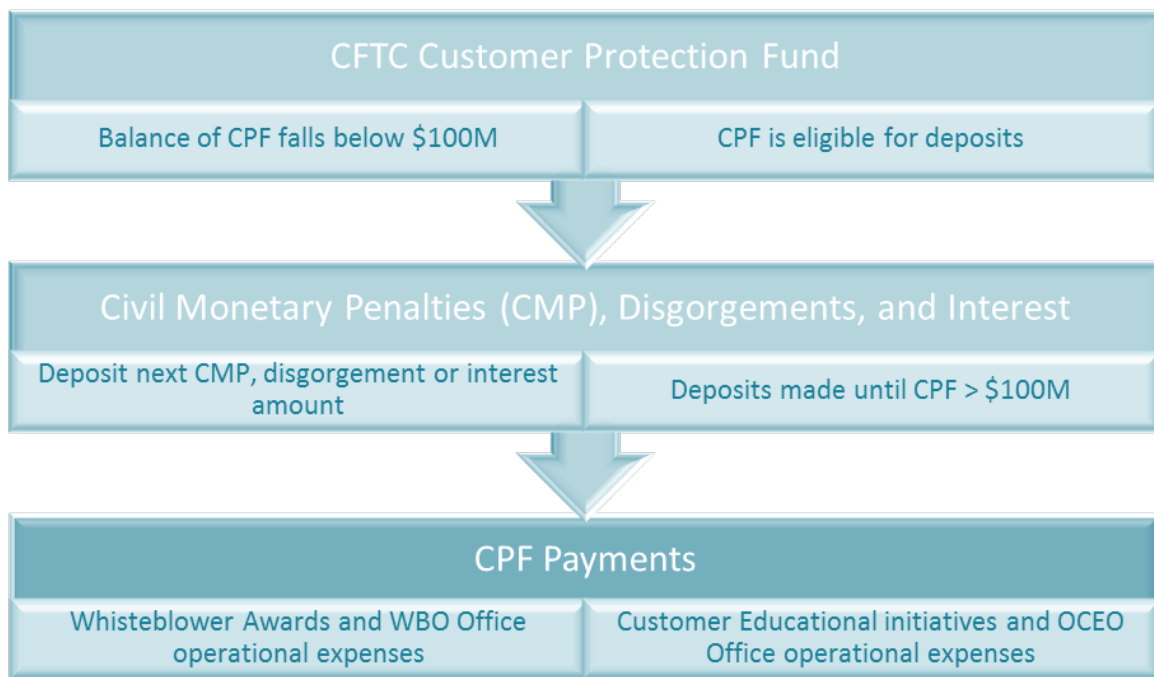 CFTC Customer Protection Fund
Balance of CPF falls below $100M
CPF is eligible for deposits
Civil Monetary Penalties (CMP), Disgorgements, and Interest
Deposit next CMP, disgorgement or interest
amount
Deposits made until CPF > $100M
CPF Payments
Whisteblower Awards and WBO Office
operational expenses
Customer Educational initiatives and OCEO
Office operational expenses